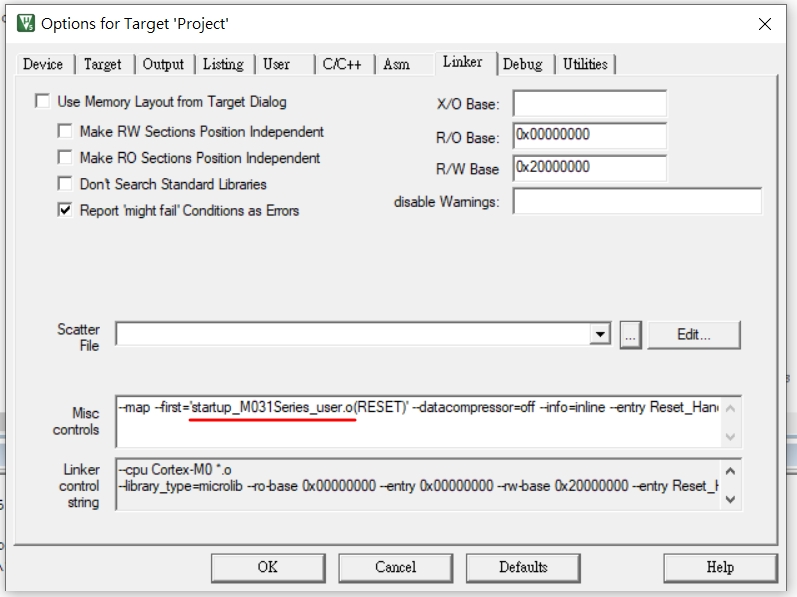 Options for Target 'Project'
Device Target Output Listing User C/C++ Asm Linker Debug Utilities
Use Memory Layout from Target Dialog
Make RW Sections Position Independent
Make RO Sections Position Independent
Don't Search Standard Libraries
Report 'might fail' Conditions as Errors
X/O Base:
R/O Base: 0x00000000
R/W Base 0x20000000
disable Warnings:
Scatter
File
...
Edit...
Misc
controls
--map --first='startup_M031Series_user.o(RESET)' --datacompressor=off --info=inline --entry Reset_Han
Linker
control
string
--cpu Cortex-M0 *.o
--library_type=microlib --ro-base 0x00000000 --entry 0x00000000 --rw-base 0x20000000 --entry Reset_H
OK Cancel Defaults Help